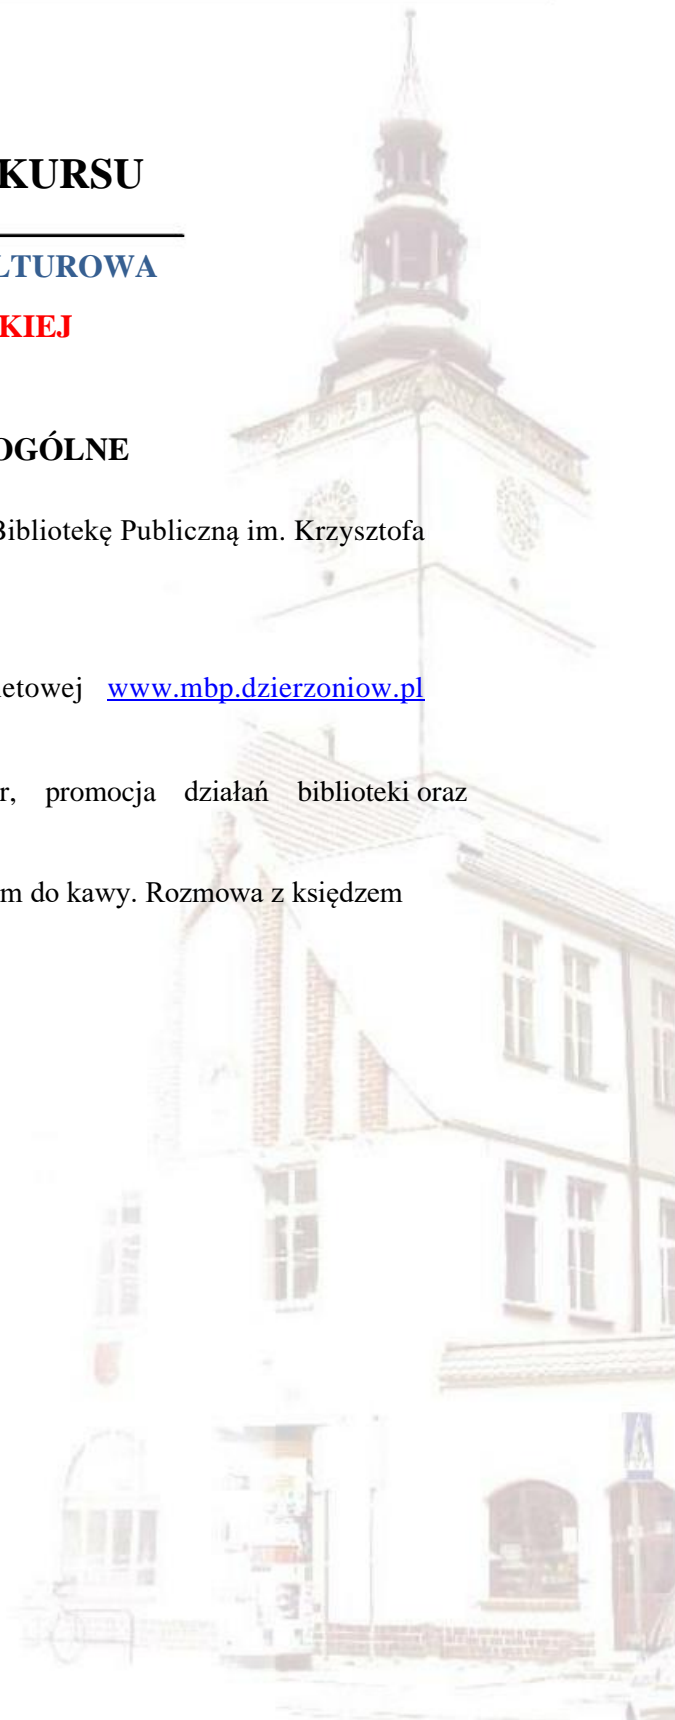 KURSU
LTUROWA
KIEJ
OGÓLNE
Bibliotekę Publiczną im. Krzysztofa
etowej www.mbp.dzierzoniow.pl
r, promocja działań biblioteki oraz
m do kawy. Rozmowa z księdzem